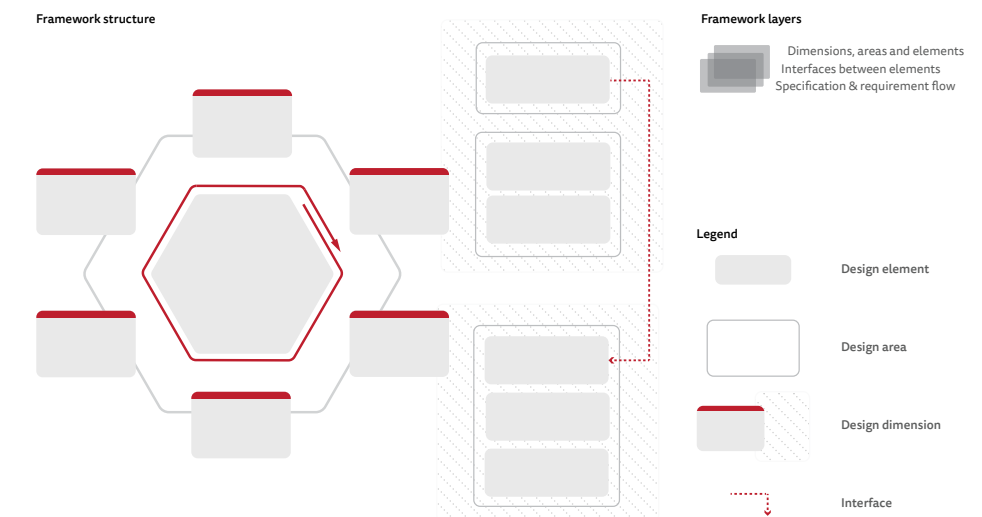 Framework structure
Framework layers
Dimensions, areas and elements
Interfaces between elements
Specification & requirement flow
Legend
Design element
Design area
Design dimension
Interface